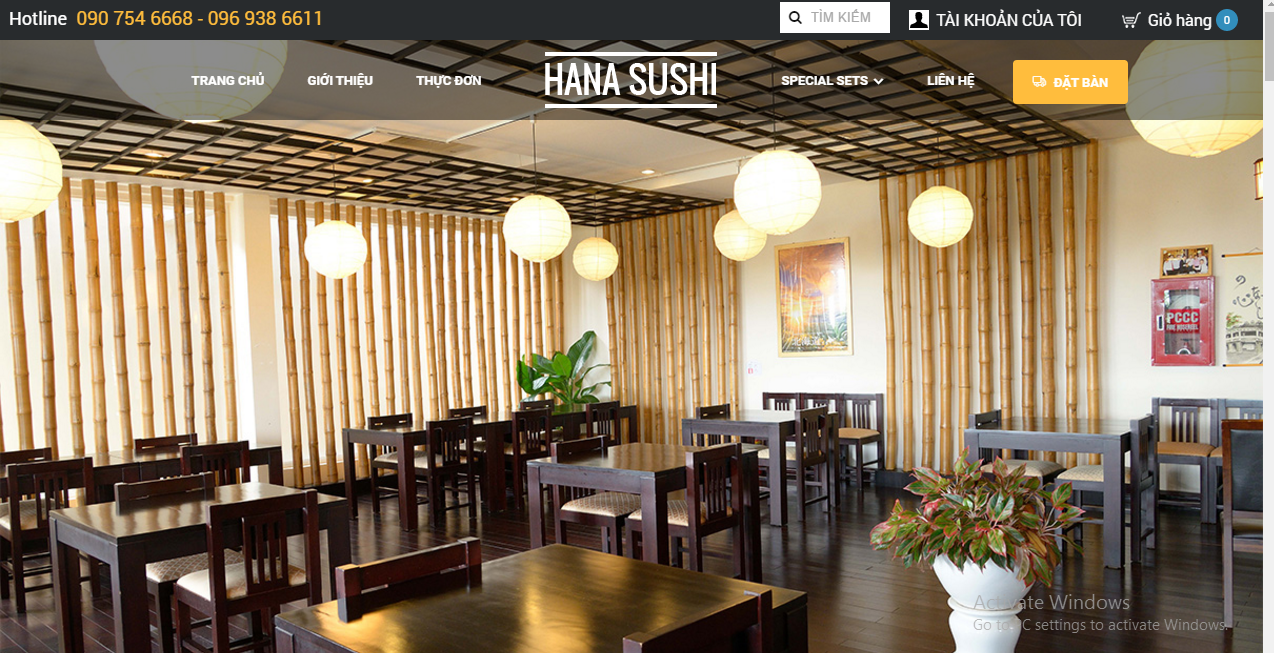 Hotline 090 754 6668 - 096 938 6611
TÌM KIẾM
TÀI KHOẢN CỦA TÔI
Giỏ hàng 0
TRANG CHỦ
GIỚI THIỆU
THỰC ĐƠN
HANA SUSHI
SPECIAL SETS
LIÊN HỆ
ĐẶT BÀN
PCCC
Activate Windows
Go to PC settings to activate Windows.